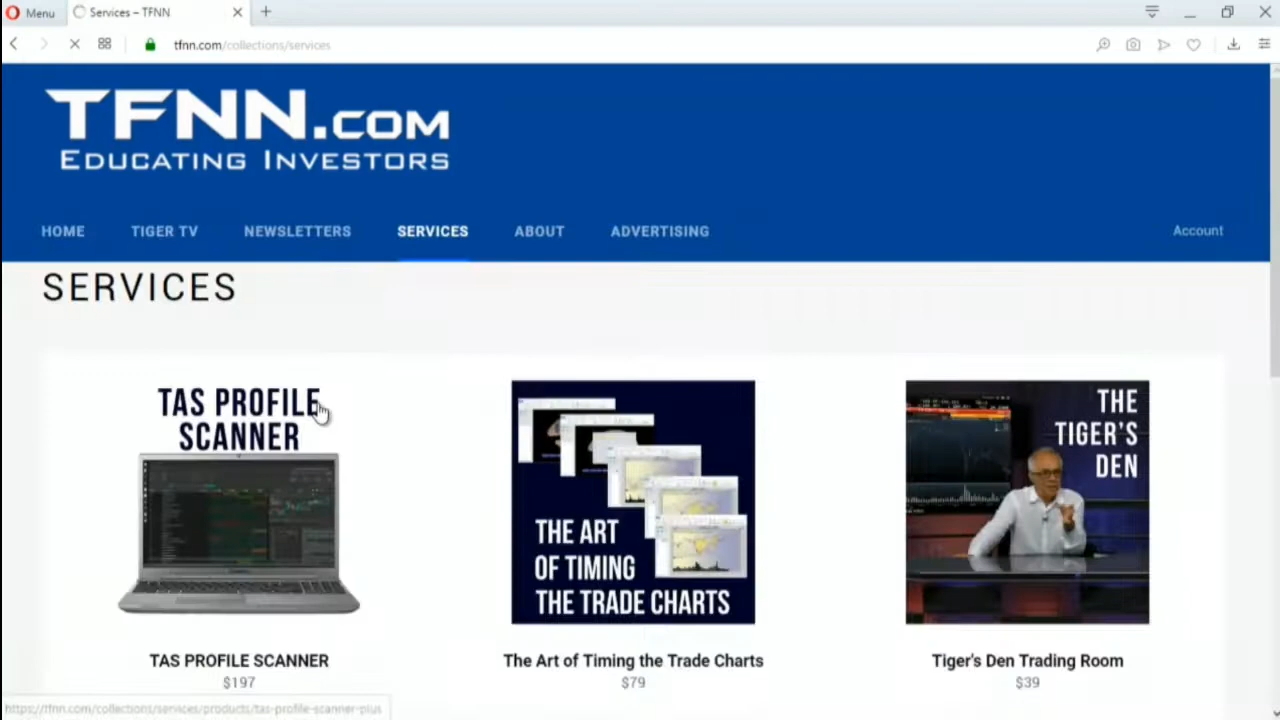 Menu
Services – TFNN
tfnn.com/collections/services
TFNN.COM
EDUCATING INVESTORS
HOME
TIGER TV
NEWSLETTERS
SERVICES
ABOUT
ADVERTISING
Account
SERVICES
TAS PROFILE
SCANNER
THE ART
OF TIMING
THE TRADE CHARTS
THE
TIGER'S
DEN
TAS PROFILE SCANNER
$197
The Art of Timing the Trade Charts
$79
Tiger's Den Trading Room
$39
https://tfnn.com/collections/services/products/tas-profile-scanner-plus